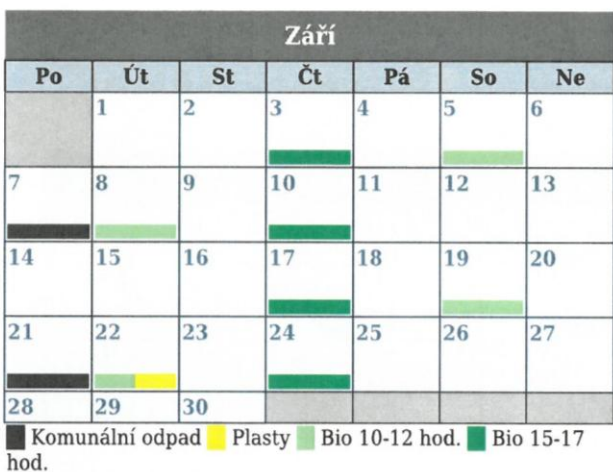 Září
Po Út St Čt Pá So Ne
1 2 3 4 5 6
7 8 9 10 11 12 13
14 15 16 17 18 19 20
21 22 23 24 25 26 27
28 29 30
Komunální odpad Plasty Bio 10-12 hod. Bio 15-17
hod.